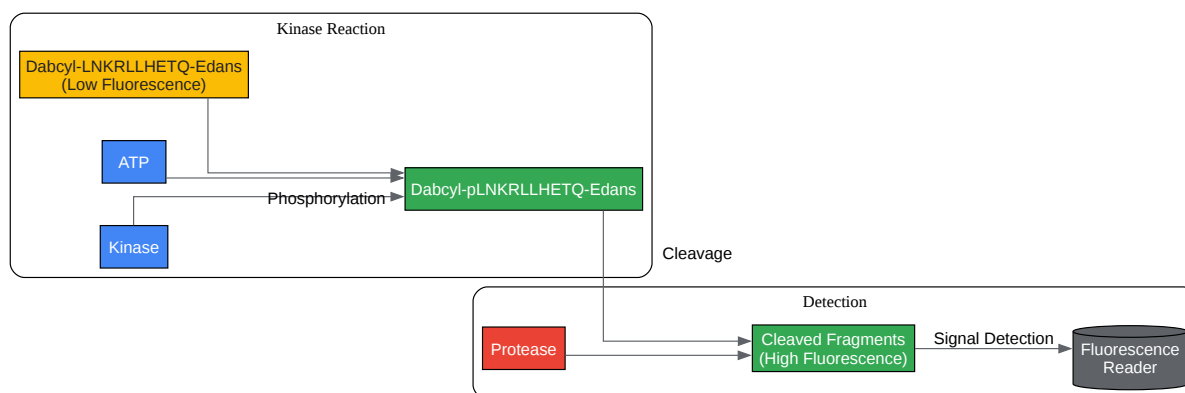 Kinase Reaction
Dabcyl-LNKRLLHETQ-Edans
(Low Fluorescence)
ATP
Dabcyl-pLNKRLLHETQ-Edans
Phosphorylation
Kinase
Cleavage
Detection
Protease
Cleaved Fragments
(High Fluorescence)
Signal Detection
Fluorescence
Reader